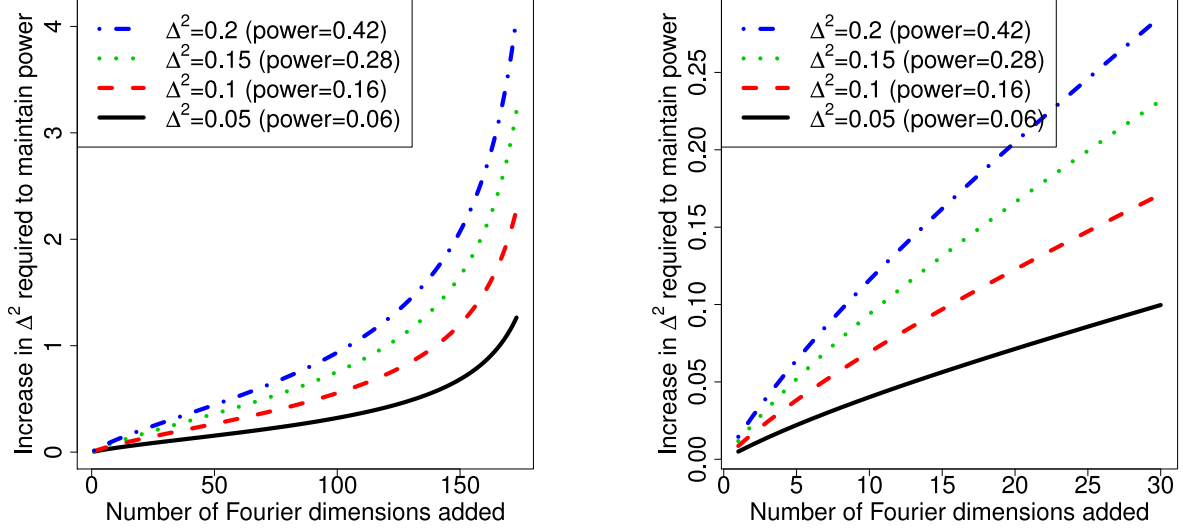 Δ²=0.2 (power=0.42)
Δ²=0.15 (power=0.28)
Δ²=0.1 (power=0.16)
Δ²=0.05 (power=0.06)
Increase in Δ² required to maintain power
4
3
2
1
0
0 50 100 150
Number of Fourier dimensions added
Δ²=0.2 (power=0.42)
Δ²=0.15 (power=0.28)
Δ²=0.1 (power=0.16)
Δ²=0.05 (power=0.06)
Increase in Δ² required to maintain power
0.25
0.20
0.15
0.10
0.05
0.00
0 5 10 15 20 25 30
Number of Fourier dimensions added